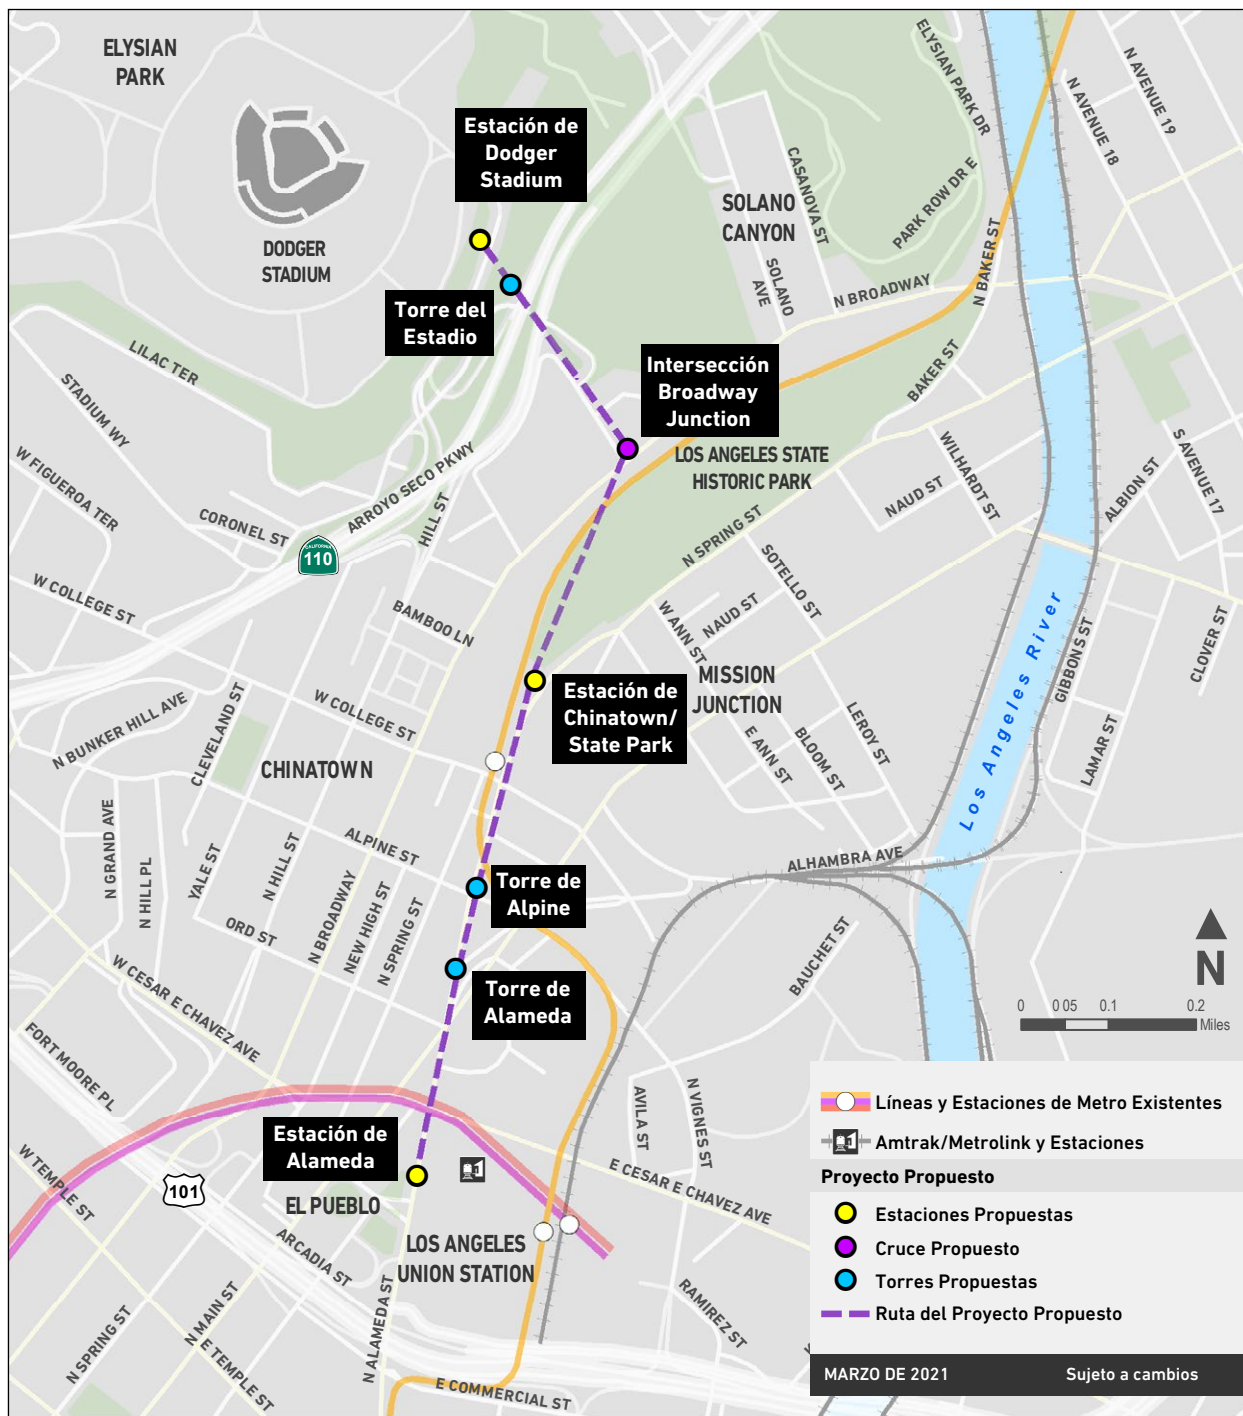 ELYSIAN
PARK
Estación de
Dodger
Stadium
ELYSIAN PARK DR
N AVENUE 19
N AVENUE 18
CASANOVA ST
SOLANO
CANYON
PARK ROW DR E
DODGER
STADIUM
SOLANO
AVE
N BROADWAY
N BAKER ST
Torre del
Estadio
LILAC TER
STADIUM WY
Intersección
Broadway
Junction
BAKER ST
W FIGUEROA TER
LOS ANGELES STATE
HISTORIC PARK
WILHARDT ST
S AVENUE 17
ARROYO SECO PKWY
HILL ST
NAUD ST
ALBION ST
CORONEL ST
CALIFORNIA
110
N SPRING ST
SOTELLO ST
W COLLEGE ST
BAMBOO LN
W ANN ST
NAUD ST
Los Angeles River
GIBBONS ST
CLOVER ST
Estación de
Chinatown/
State Park
MISSION
JUNCTION
N BUNKER HILL AVE
CLEVELAND ST
W COLLEGE ST
E ANN ST
BLOOM ST
LEROY ST
LAMAR ST
CHINATOWN
N GRAND AVE
N HILL PL
YALE ST
N HILL ST
ALPINE ST
ALHAMBRA AVE
Torre de
Alpine
ORD ST
N BROADWAY
NEW HIGH ST
N SPRING ST
BAUCHET ST
N
W CESAR E CHAVEZ AVE
Torre de
Alameda
0 0 05 0.1 0.2
Miles
FORT MOORE PL
AVILA ST
N VIGNES ST
Estación de
Alameda
W TEMPLE ST
101
EL PUEBLO
E CESAR E CHAVEZ AVE
ARCADIA ST
LOS ANGELES
UNION STATION
N SPRING ST
N MAIN ST
E TEMPLE ST
N ALAMEDA ST
RAMIREZ ST
E COMMERCIAL ST
Líneas y Estaciones de Metro Existentes
Amtrak/Metrolink y Estaciones
Proyecto Propuesto
Estaciones Propuestas
Cruce Propuesto
Torres Propuestas
Ruta del Proyecto Propuesto
MARZO DE 2021
Sujeto a cambios